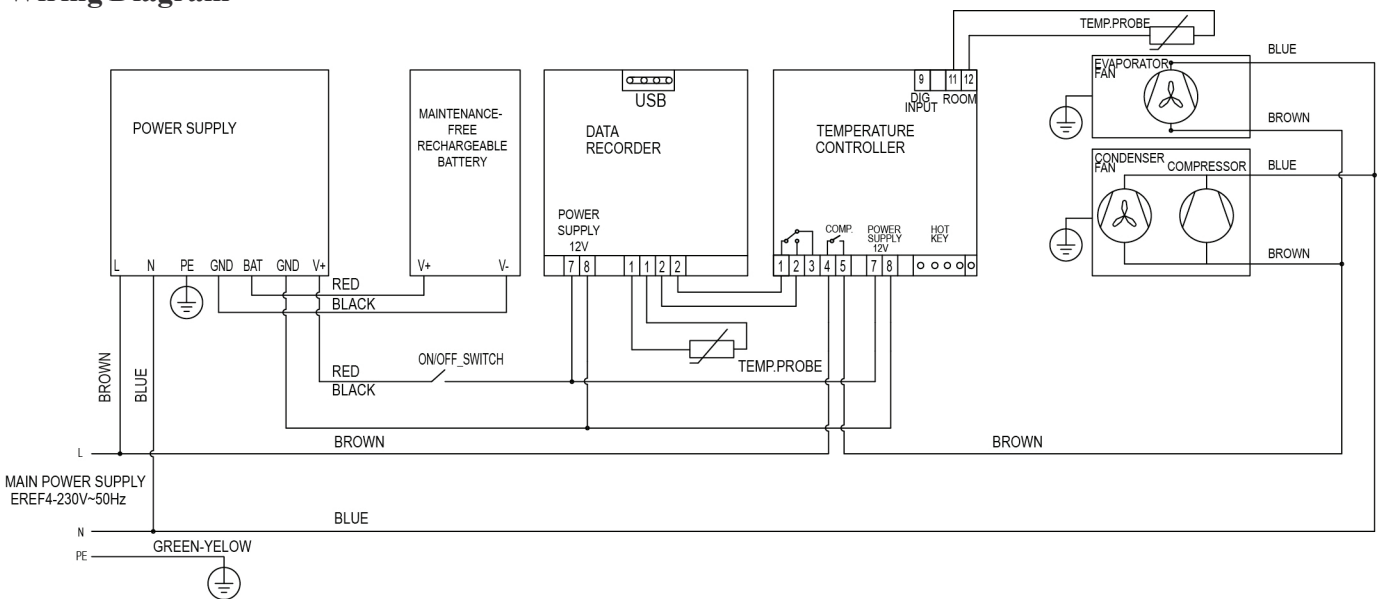 TEMP.PROBE
BLUE
EVAPORATOR
FAN
BROWN
CONDENSER
FAN
COMPRESSOR
BLUE
BROWN
POWER SUPPLY
L N PE GND BAT GND V+
MAINTENANCE-
FREE
RECHARGEABLE
BATTERY
V+ V-
USB
DATA
RECORDER
POWER
SUPPLY
12V
7 8 1 1 2 2
9 11 12
DIG
INPUT
ROOM
TEMPERATURE
CONTROLLER
COMP.
POWER
SUPPLY
12V
HOT
KEY
1 2 3 4 5 7 8
RED
BLACK
TEMP.PROBE
ON/OFF_SWITCH
RED
BLACK
BROWN
BLUE
BROWN
BROWN
L
MAIN POWER SUPPLY
EREF4-230V~50Hz
BLUE
N
GREEN-YELOW
PE